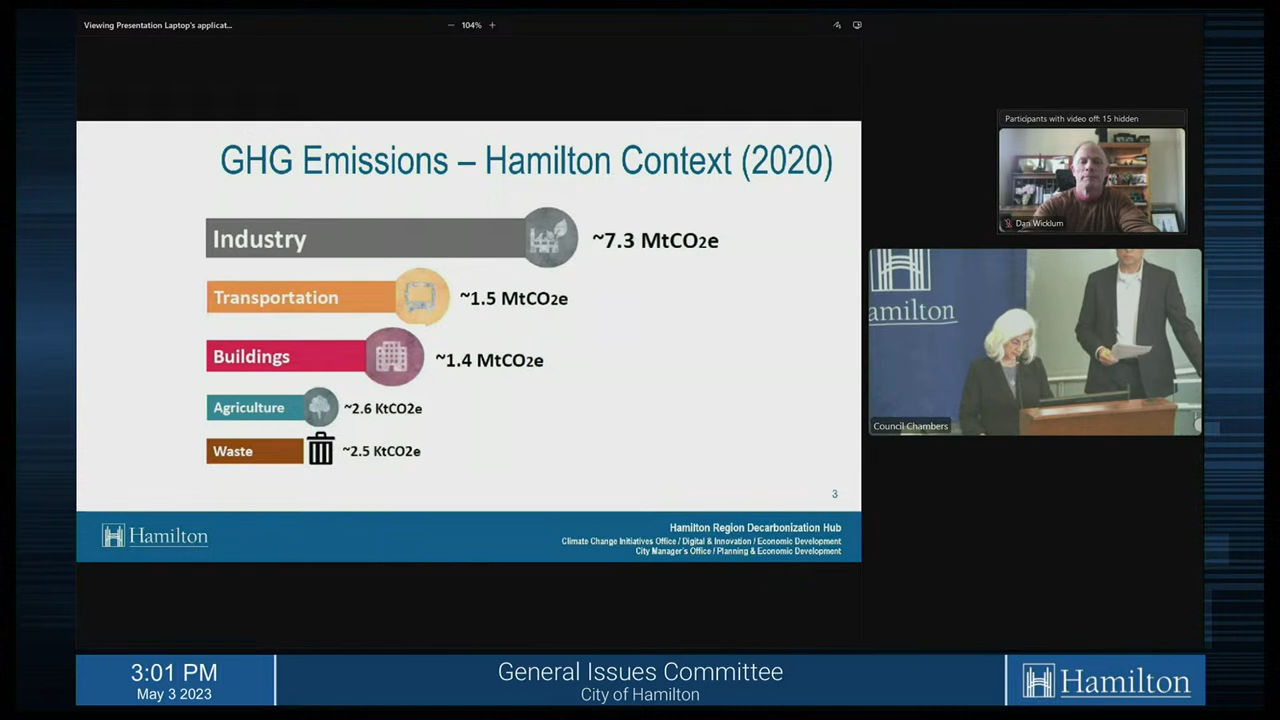 Viewing Presentation Laptop's applicat...
104%
GHG Emissions – Hamilton Context (2020)
Industry
~7.3 MtCO2e
Transportation
~1.5 MtCO2e
Buildings
~1.4 MtCO2e
Agriculture
~2.6 KtCO2e
Waste
~2.5 KtCO2e
3
Hamilton
Hamilton Region Decarbonization Hub
Climate Change Initiatives Office / Digital & Innovation / Economic Development
City Manager's Office / Planning & Economic Development
Participants with video off: 15 hidden
Dan Wicklum
amilton
Council Chambers
3:01 PM
May 3 2023
General Issues Committee
City of Hamilton
Hamilton